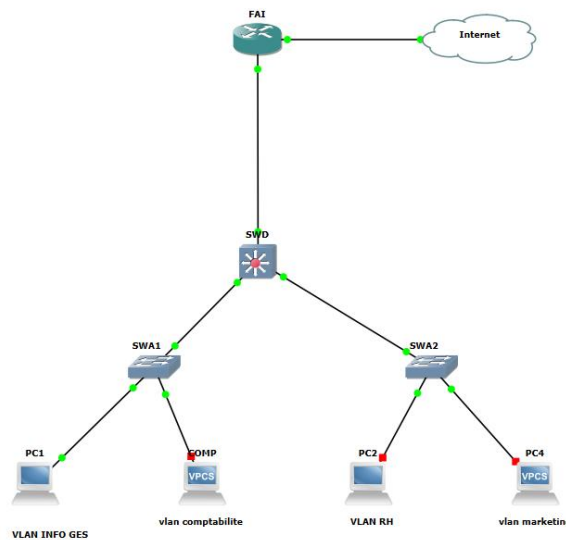 FAI
Internet
SWD
SWA1
SWA2
PC1
COMP
PC2
PC4
VPCS
VPCS
vlan comptabilite
VLAN RH
vlan marketin
VLAN INFO GES